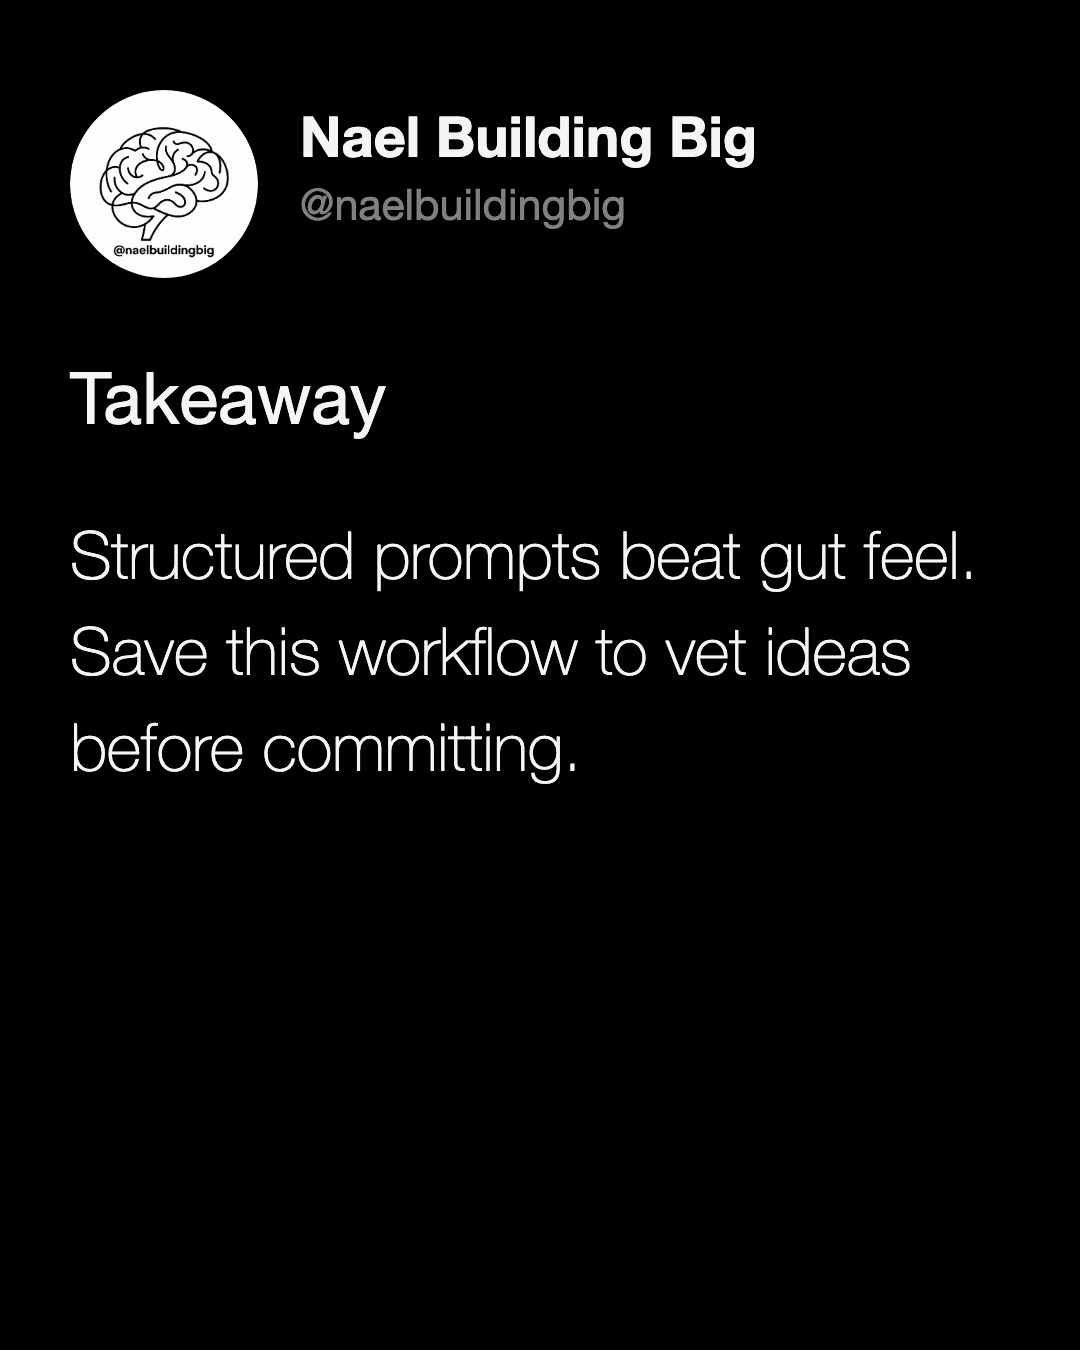 Nael Building Big
@naelbuildingbig
@naelbuildingbig
Takeaway
Structured prompts beat gut feel.
Save this workflow to vet ideas
before committing.